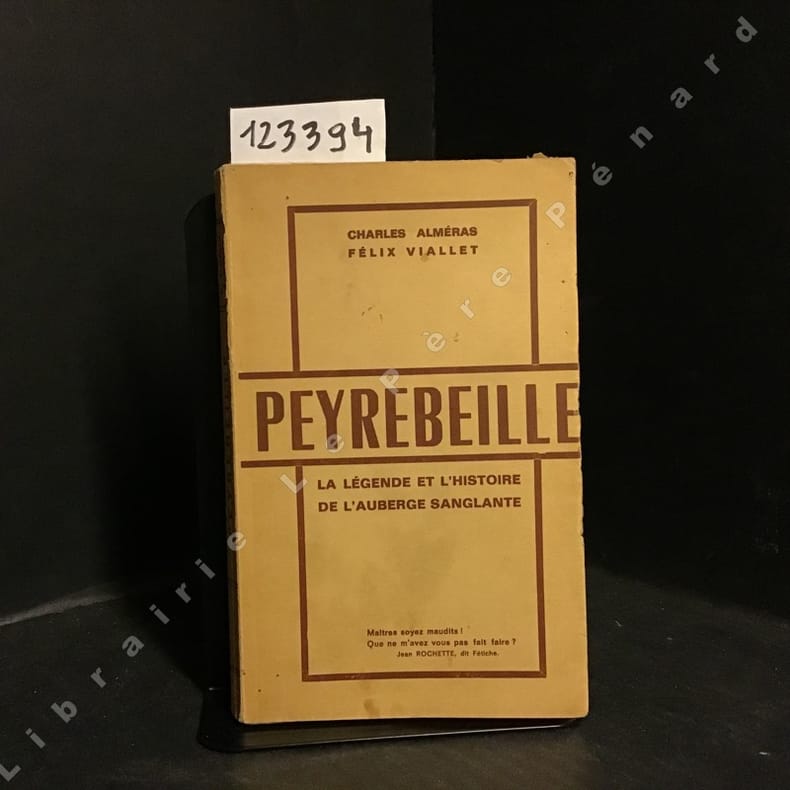 123394
CHARLES ALMÉRAS
FÉLIX VIALLET
PEYREBEILLE
LA LÉGENDE ET L'HISTOIRE
DE L'AUBERGE SANGLANTE
Maîtres soyez maudits !
Que ne m'avez vous pas fait faire ?
Jean ROCHETTE, dit Fétiche.
Librairie Le Père Pénard